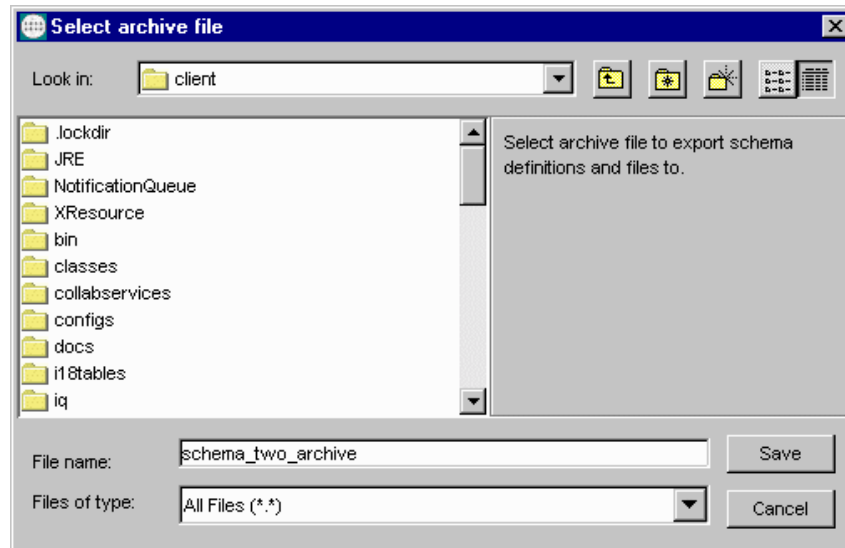 Select archive file
Look in: client
.lockdir
JRE
NotificationQueue
XResource
bin
classes
collabservices
configs
docs
i18tables
iq
Select archive file to export schema
definitions and files to.
File name: schema_two_archive Save
Files of type: All Files (*.*) Cancel